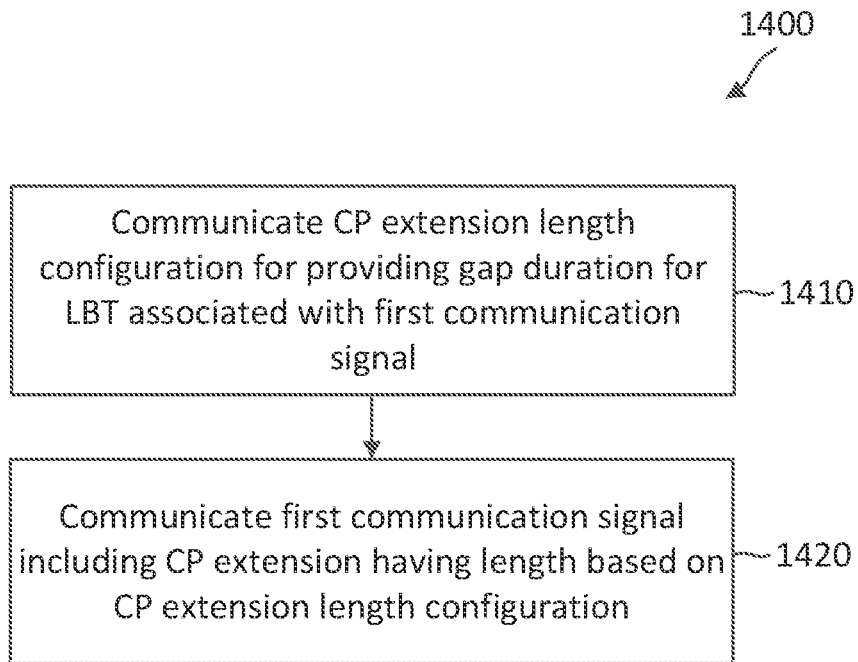 1400
Communicate CP extension length
configuration for providing gap duration for
LBT associated with first communication
signal
1410
Communicate first communication signal
including CP extension having length based on
CP extension length configuration
1420